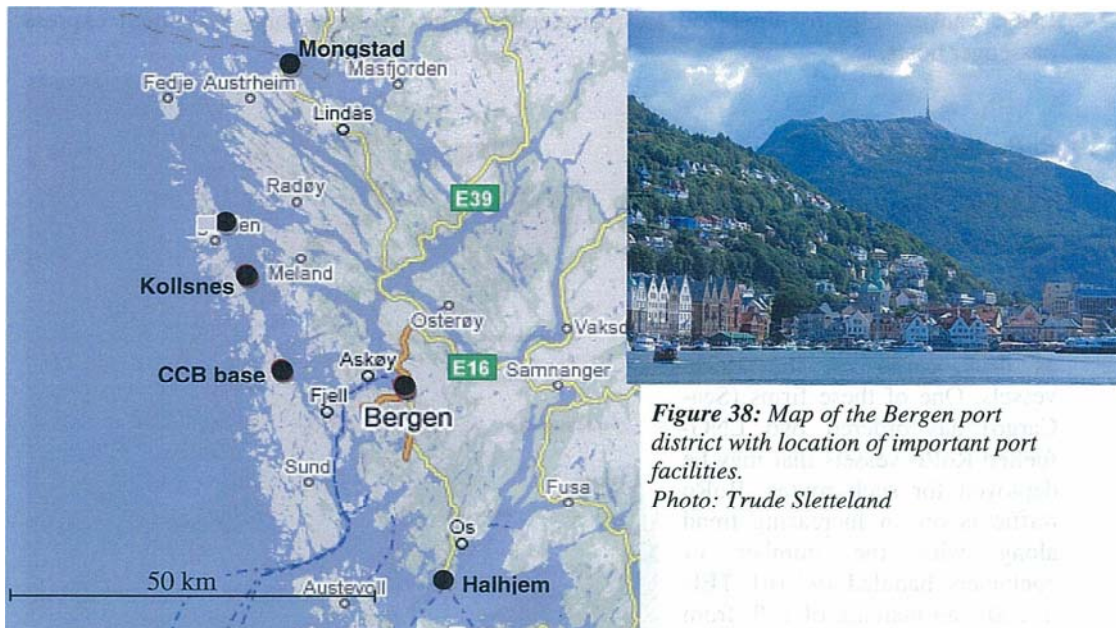 Mongstad
Masfjorden
Fedje Austrheim
Lindås
Radøy
E39
Meland
Kollsnes
Osterøy
Askøy
E16
CCB base
Samnanger
Fjell
Bergen
Sund
Fusa
Os
50 km
Halhjem
Austevoll
Figure 38: Map of the Bergen port
district with location of important port
facilities.
Photo: Trude Sletteland